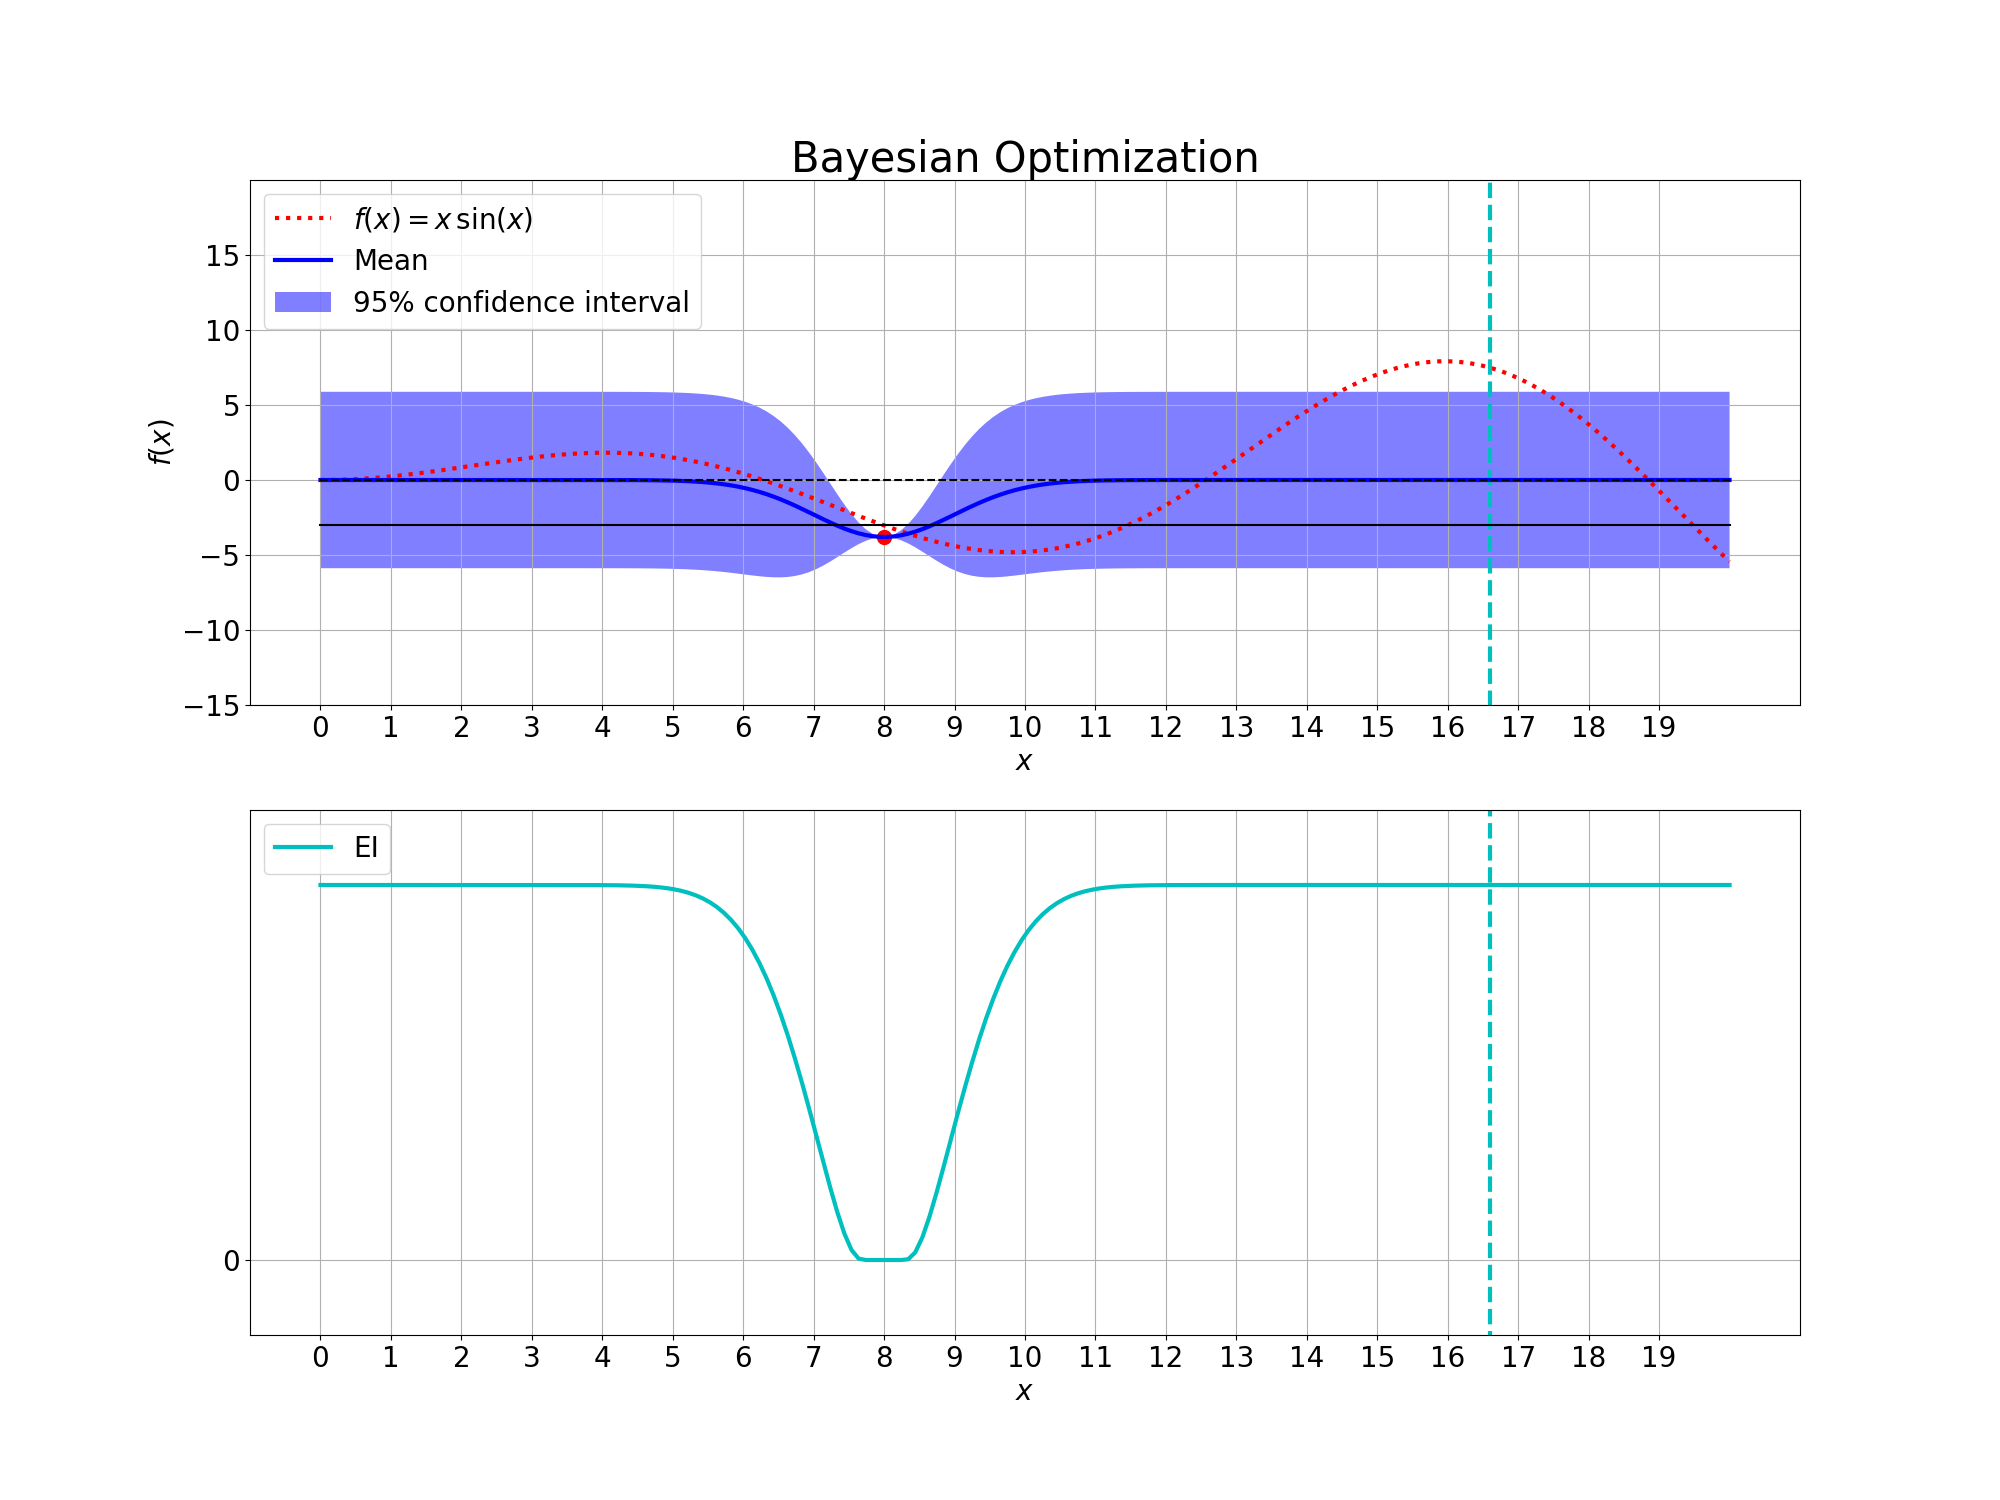 Bayesian Optimization
f(x) = x sin(x)
Mean
95% confidence interval
15
10
5
0
−5
−10
−15
f(x)
0 1 2 3 4 5 6 7 8 9 10 11 12 13 14 15 16 17 18 19
x
EI
0
0 1 2 3 4 5 6 7 8 9 10 11 12 13 14 15 16 17 18 19
x